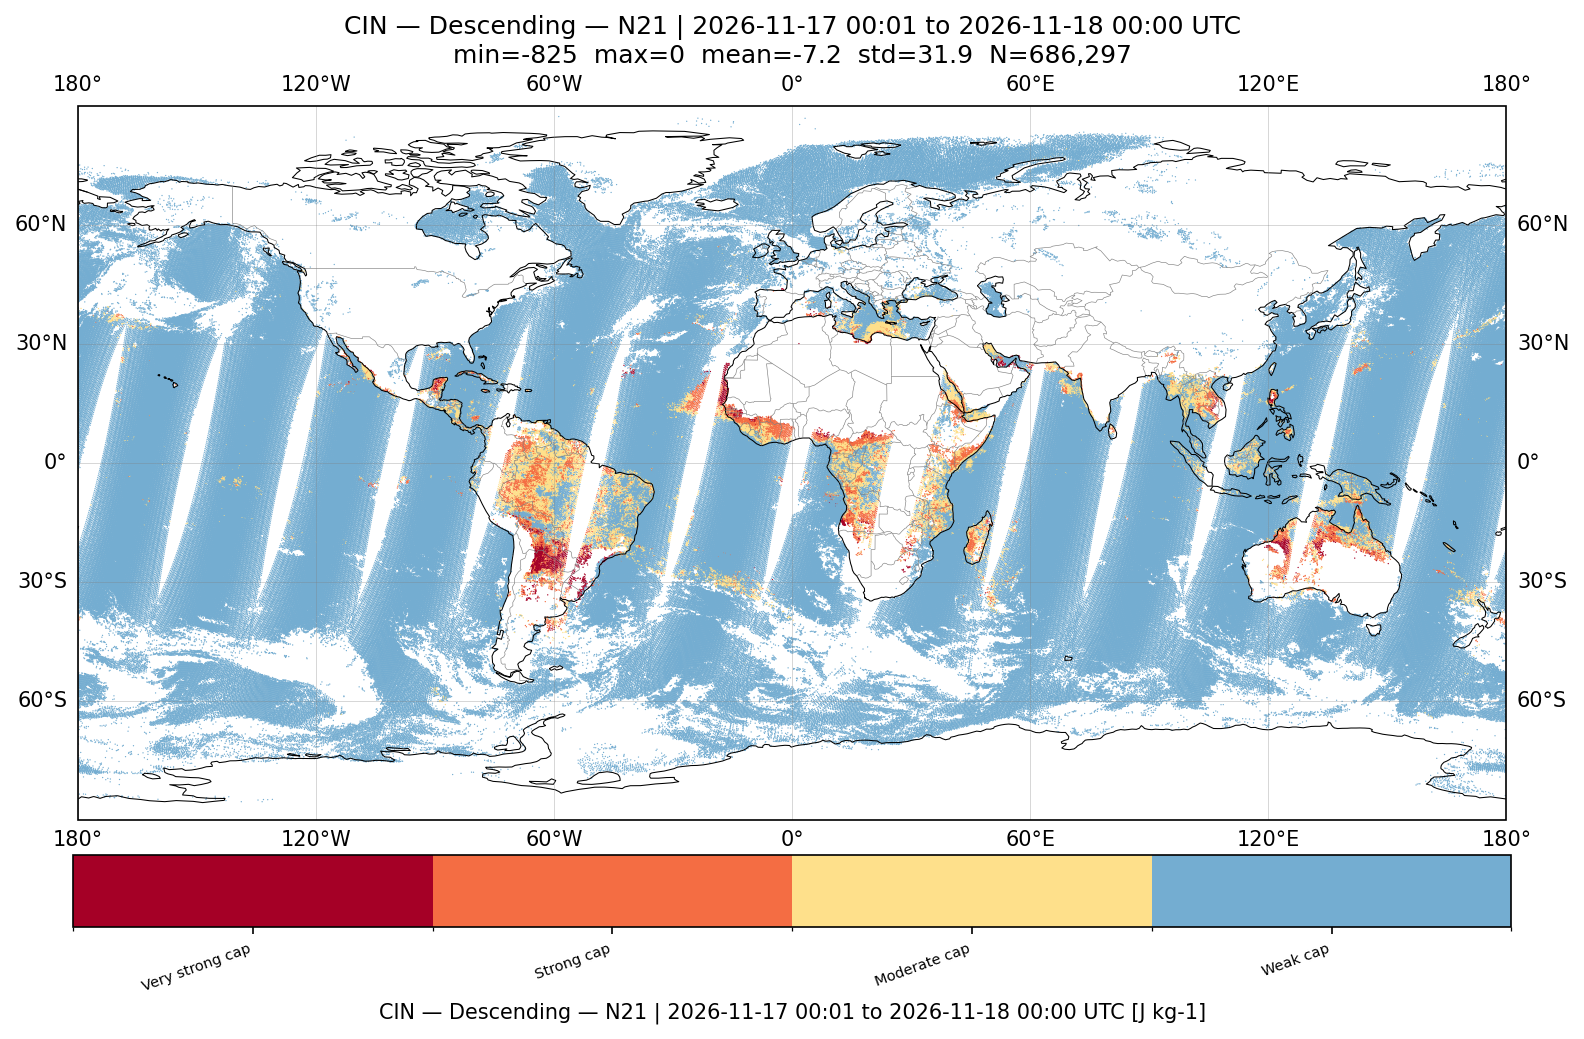 CIN — Descending — N21 | 2026-11-17 00:01 to 2026-11-18 00:00 UTC
min=-825 max=0 mean=-7.2 std=31.9 N=686,297
180° 120°W 60°W 0° 60°E 120°E 180°
60°N 60°N
30°N 30°N
0° 0°
30°S 30°S
60°S 60°S
180° 120°W 60°W 0° 60°E 120°E 180°
Very strong cap Strong cap Moderate cap Weak cap
CIN — Descending — N21 | 2026-11-17 00:01 to 2026-11-18 00:00 UTC [J kg-1]